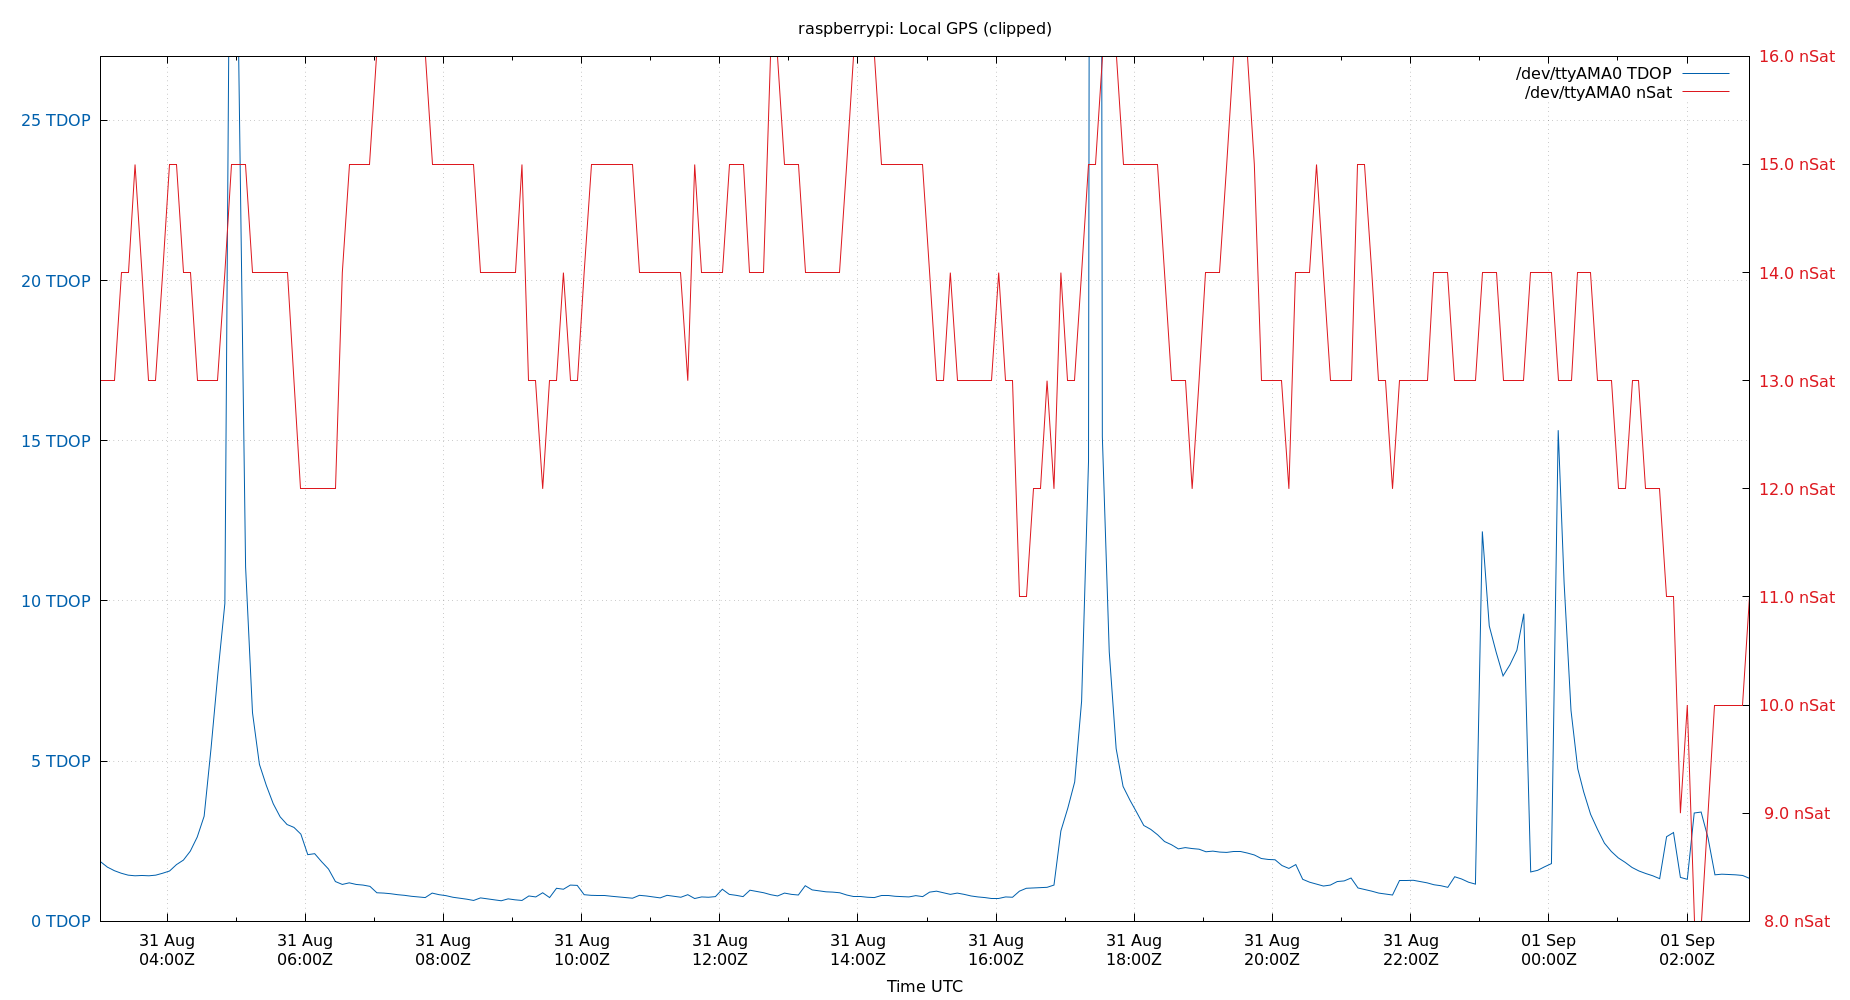 raspberrypi: Local GPS (clipped)
/dev/ttyAMA0 TDOP
/dev/ttyAMA0 nSat
25 TDOP
20 TDOP
15 TDOP
10 TDOP
5 TDOP
0 TDOP
16.0 nSat
15.0 nSat
14.0 nSat
13.0 nSat
12.0 nSat
11.0 nSat
10.0 nSat
9.0 nSat
8.0 nSat
31 Aug 31 Aug 31 Aug 31 Aug 31 Aug 31 Aug 31 Aug 31 Aug 31 Aug 31 Aug 01 Sep 01 Sep
04:00Z 06:00Z 08:00Z 10:00Z 12:00Z 14:00Z 16:00Z 18:00Z 20:00Z 22:00Z 00:00Z 02:00Z
Time UTC